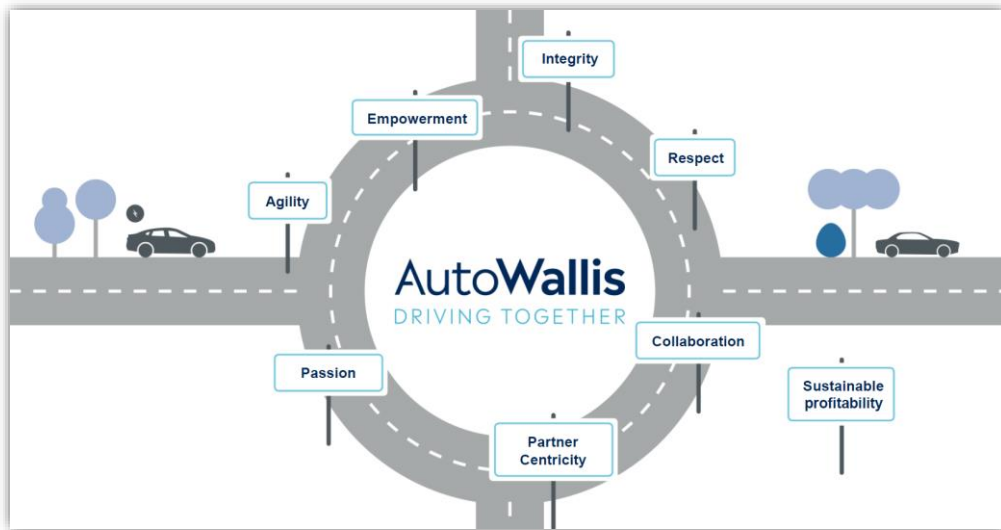 Integrity
Empowerment
Respect
Agility
AutoWallis
DRIVING TOGETHER
Collaboration
Passion
Sustainable
profitability
Partner
Centricity